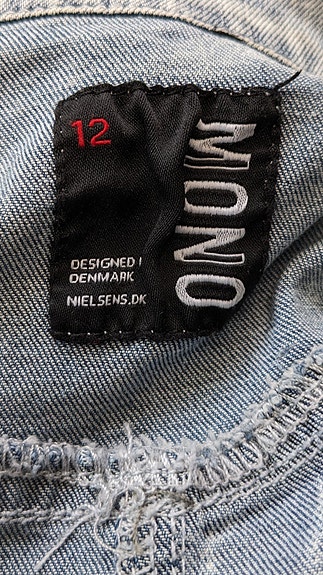 12
MONO
DESIGNED I
DENMARK
NIELSENS.DK